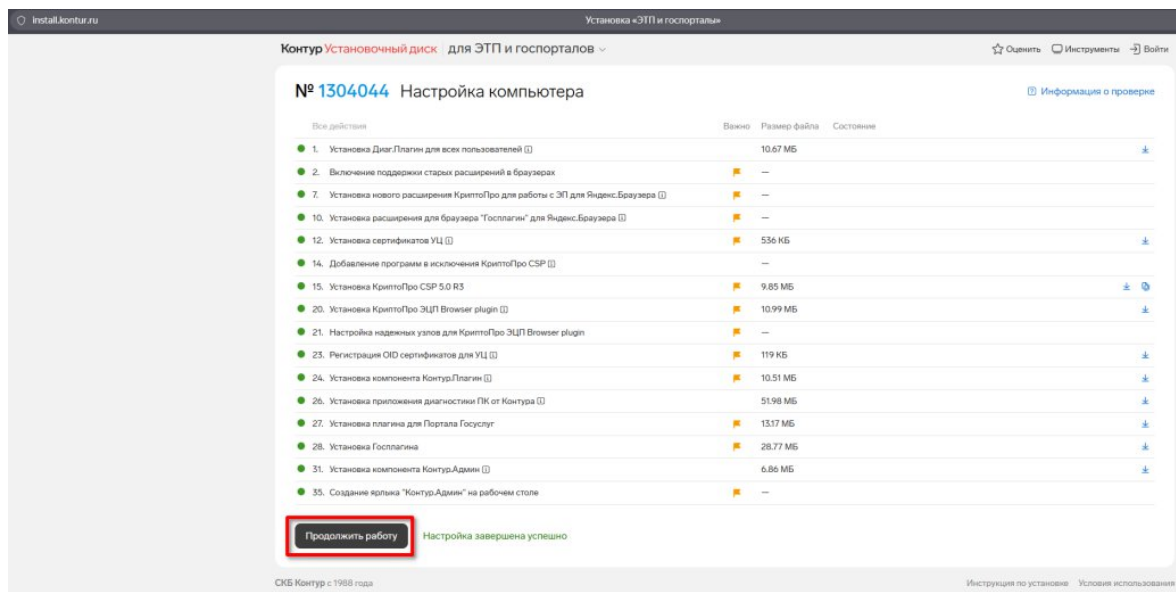 install.kontur.ru Установка «ЭТП и госпорталы»
Контур Установочный диск для ЭТП и госпорталов Оценить Инструменты Войти
№ 1304044 Настройка компьютера Информация о проверке
Все действия Важно Размер файла Состояние
1. Установка Диаг.Плагин для всех пользователей 10.67 МБ
2. Включение поддержки старых расширений в браузерах —
7. Установка нового расширения КриптоПро для работы с ЭП для Яндекс.Браузера —
10. Установка расширения для браузера "Госплагин" для Яндекс.Браузера —
12. Установка сертификатов УЦ 536 КБ
14. Добавление программ в исключения КриптоПро CSP —
15. Установка КриптоПро CSP 5.0 R3 9.85 МБ
20. Установка КриптоПро ЭЦП Browser plugin 10.99 МБ
21. Настройка надежных узлов для КриптоПро ЭЦП Browser plugin —
23. Регистрация OID сертификатов для УЦ 119 КБ
24. Установка компонента Контур.Плагин 10.51 МБ
26. Установка приложения диагностики ПК от Контура 51.98 МБ
27. Установка плагина для Портала Госуслуг 13.17 МБ
28. Установка Госплагина 28.77 МБ
31. Установка компонента Контур.Админ 6.86 МБ
35. Создание ярлыка "Контур.Админ" на рабочем столе —
Продолжить работу Настройка завершена успешно
СКБ Контур с 1988 года Инструкция по установке Условия использования